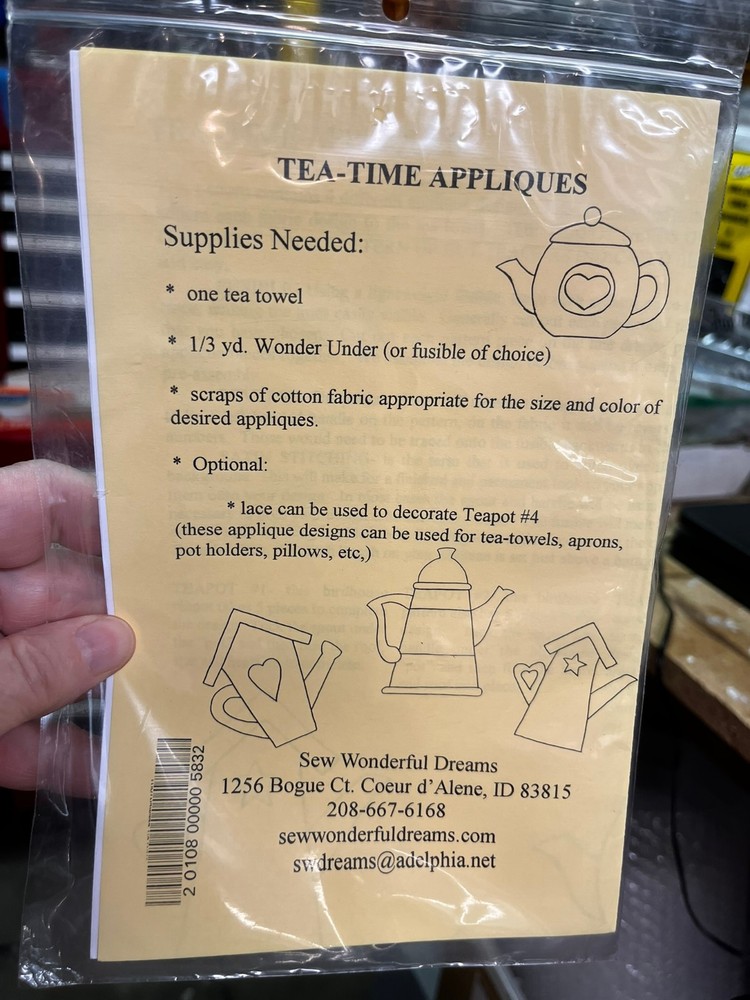 TEA-TIME APPLIQUES
Supplies Needed:
* one tea towel
* 1/3 yd. Wonder Under (or fusible of choice)
* scraps of cotton fabric appropriate for the size and color of
desired appliques.
* Optional:
* lace can be used to decorate Teapot #4
(these applique designs can be used for tea-towels, aprons,
pot holders, pillows, etc,)
Sew Wonderful Dreams
1256 Bogue Ct. Coeur d'Alene, ID 83815
208-667-6168
sewwonderfuldreams.com
swdreams@adelphia.net
2 0108 00000 5832